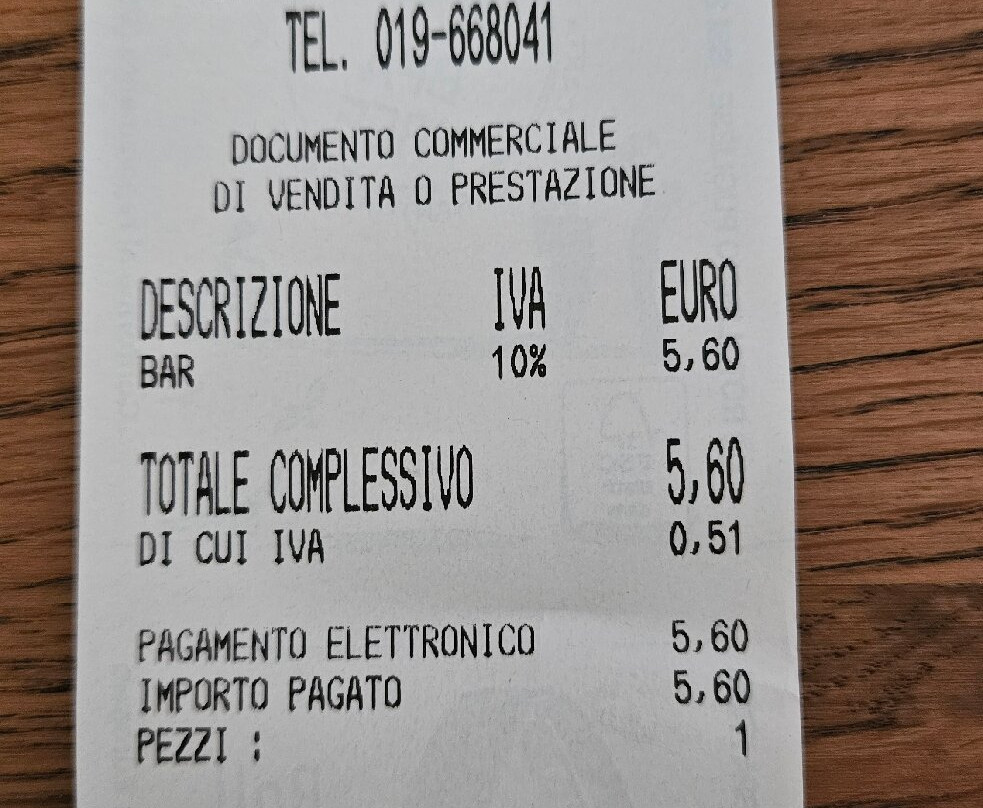 TEL. 019-668041
DOCUMENTO COMMERCIALE
DI VENDITA O PRESTAZIONE
DESCRIZIONE IVA EURO
BAR 10% 5,60
TOTALE COMPLESSIVO 5,60
DI CUI IVA 0,51
PAGAMENTO ELETTRONICO 5,60
IMPORTO PAGATO 5,60
PEZZI : 1